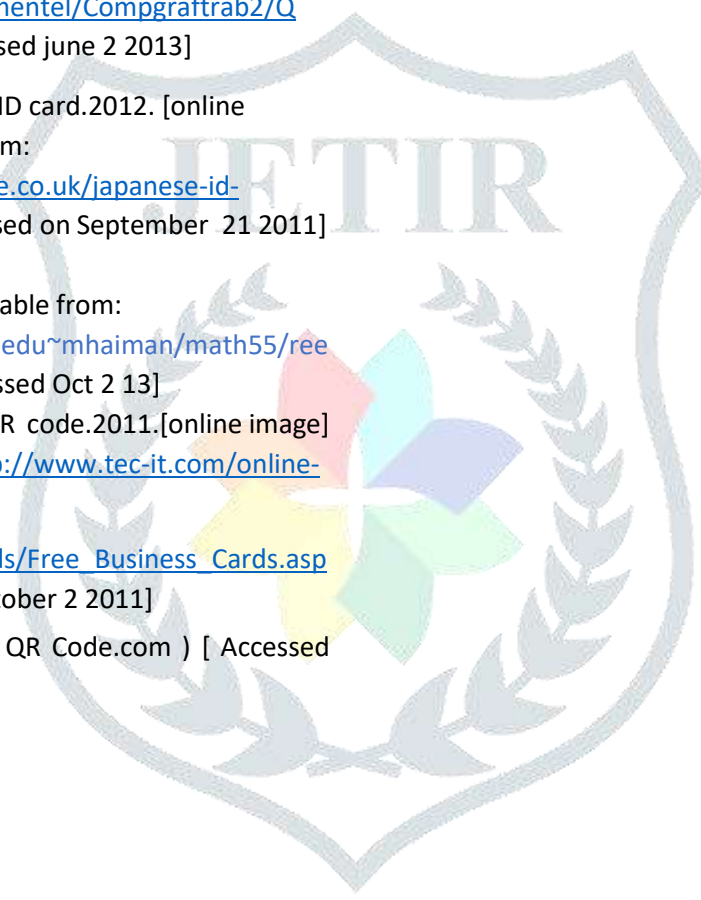 nentel/Compgraftrab2/Q
sed june 2 2013]
ID card.2012. [online
m:
e.co.uk/japanese-id-
sed on September 21 2011]
JETIR
able from:
edu~mhaiman/math55/ree
ssed Oct 2 13]
R code.2011.[online image]
p://www.tec-it.com/online-
ds/Free_Business_Cards.asp
tober 2 2011]
QR Code.com ) [ Accessed